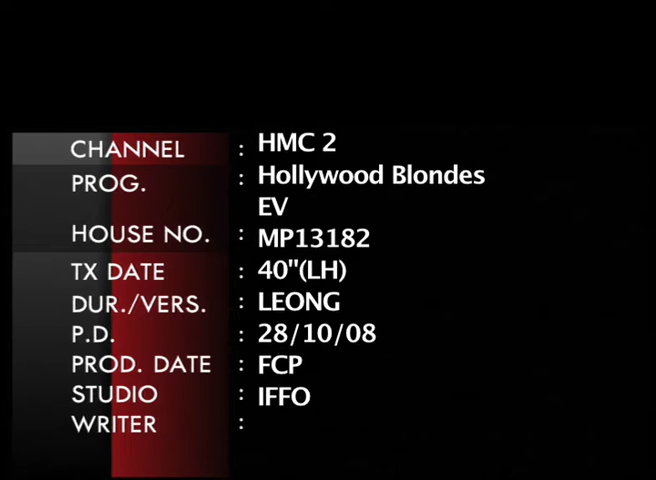 CHANNEL : HMC 2
PROG. : Hollywood Blondes
EV
HOUSE NO. : MP13182
TX DATE : 40"(LH)
DUR./VERS. : LEONG
P.D. : 28/10/08
PROD. DATE : FCP
STUDIO : IFFO
WRITER :